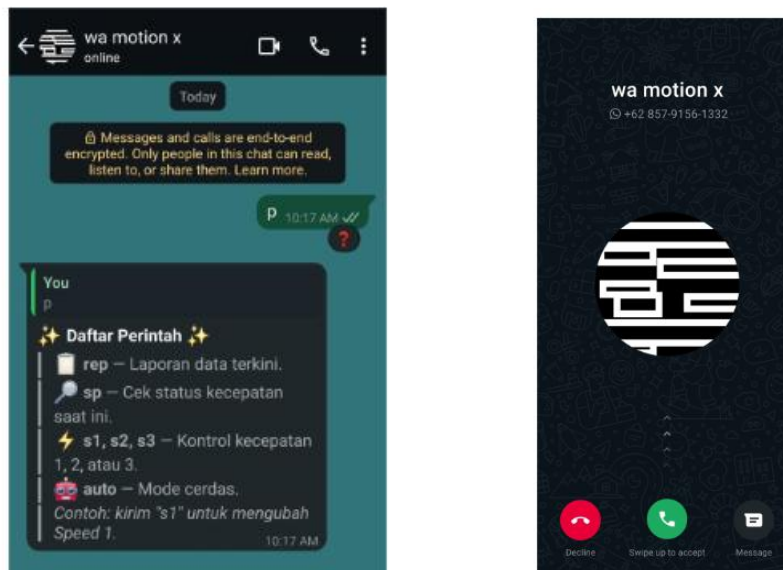 wa motion x
online
Today
Messages and calls are end-to-end
encrypted. Only people in this chat can read,
listen to, or share them. Learn more.
p 10:17 AM
You
p
✨ Daftar Perintah ✨
📋 rep — Laporan data terkini.
🔎 sp — Cek status kecepatan
saat ini.
⚡ s1, s2, s3 — Kontrol kecepatan
1, 2, atau 3.
🤖 auto — Mode cerdas.
Contoh: kirim "s1" untuk mengubah
Speed 1.
10:17 AM
wa motion x
+62 857-9156-1332
Decline
Swipe up to accept
Message